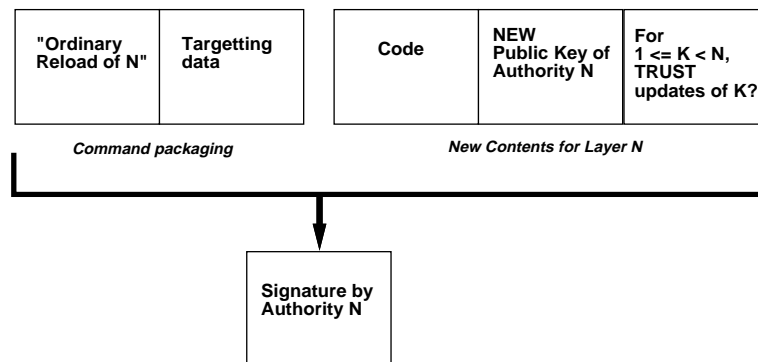 "Ordinary
Reload of N"
Targetting
data
Code
NEW
Public Key of
Authority N
For
1 <= K < N,
TRUST
updates of K?
Command packaging
New Contents for Layer N
Signature by
Authority N